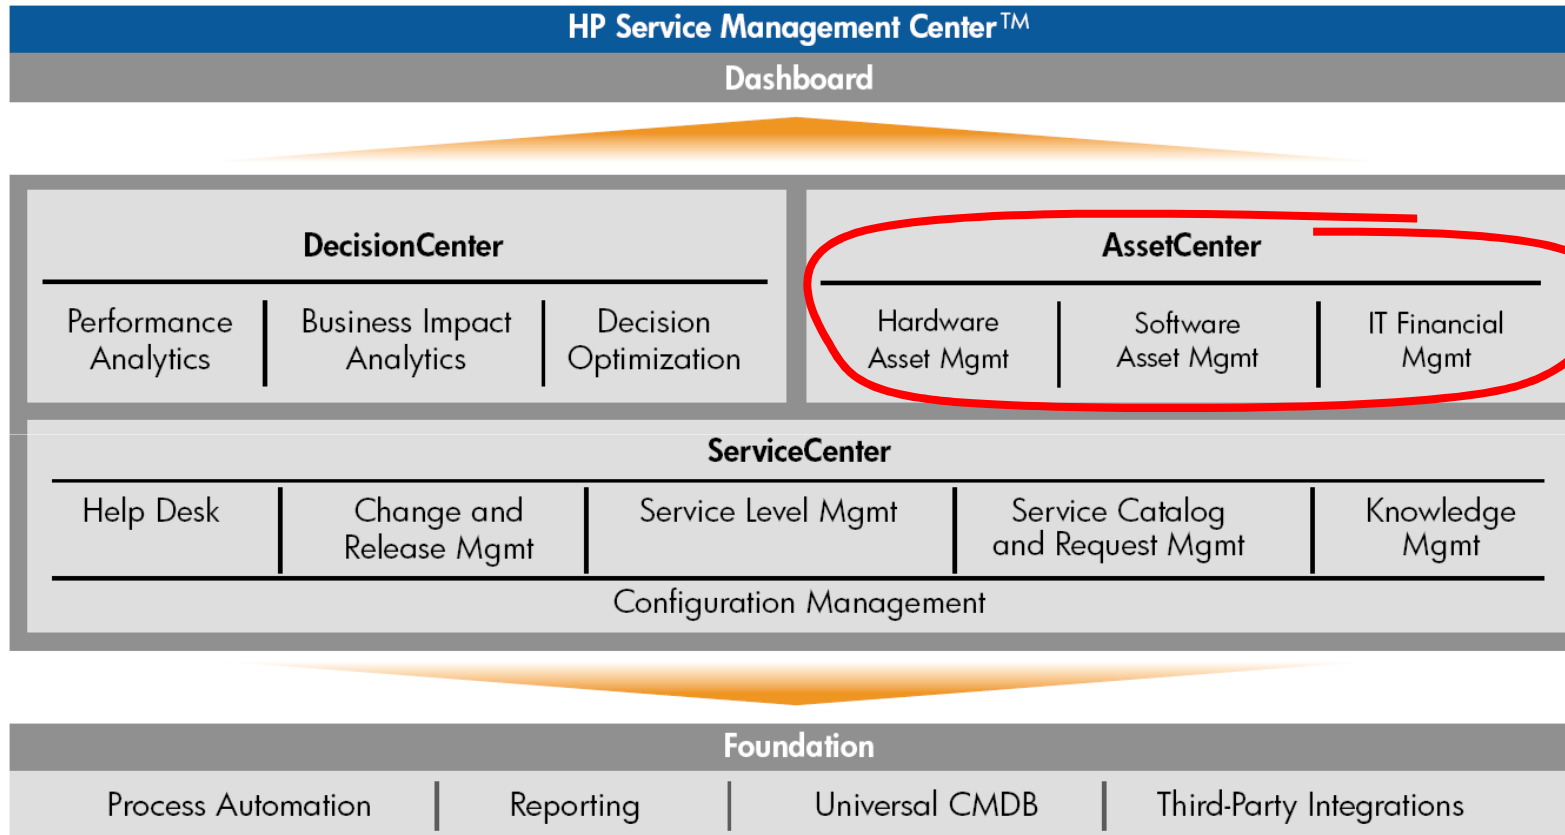 HP Service Management Center™
Dashboard
DecisionCenter
Performance
Analytics
Business Impact
Analytics
Decision
Optimization
AssetCenter
Hardware
Asset Mgmt
Software
Asset Mgmt
IT Financial
Mgmt
ServiceCenter
Help Desk
Change and
Release Mgmt
Service Level Mgmt
Service Catalog
and Request Mgmt
Knowledge
Mgmt
Configuration Management
Foundation
Process Automation
Reporting
Universal CMDB
Third-Party Integrations